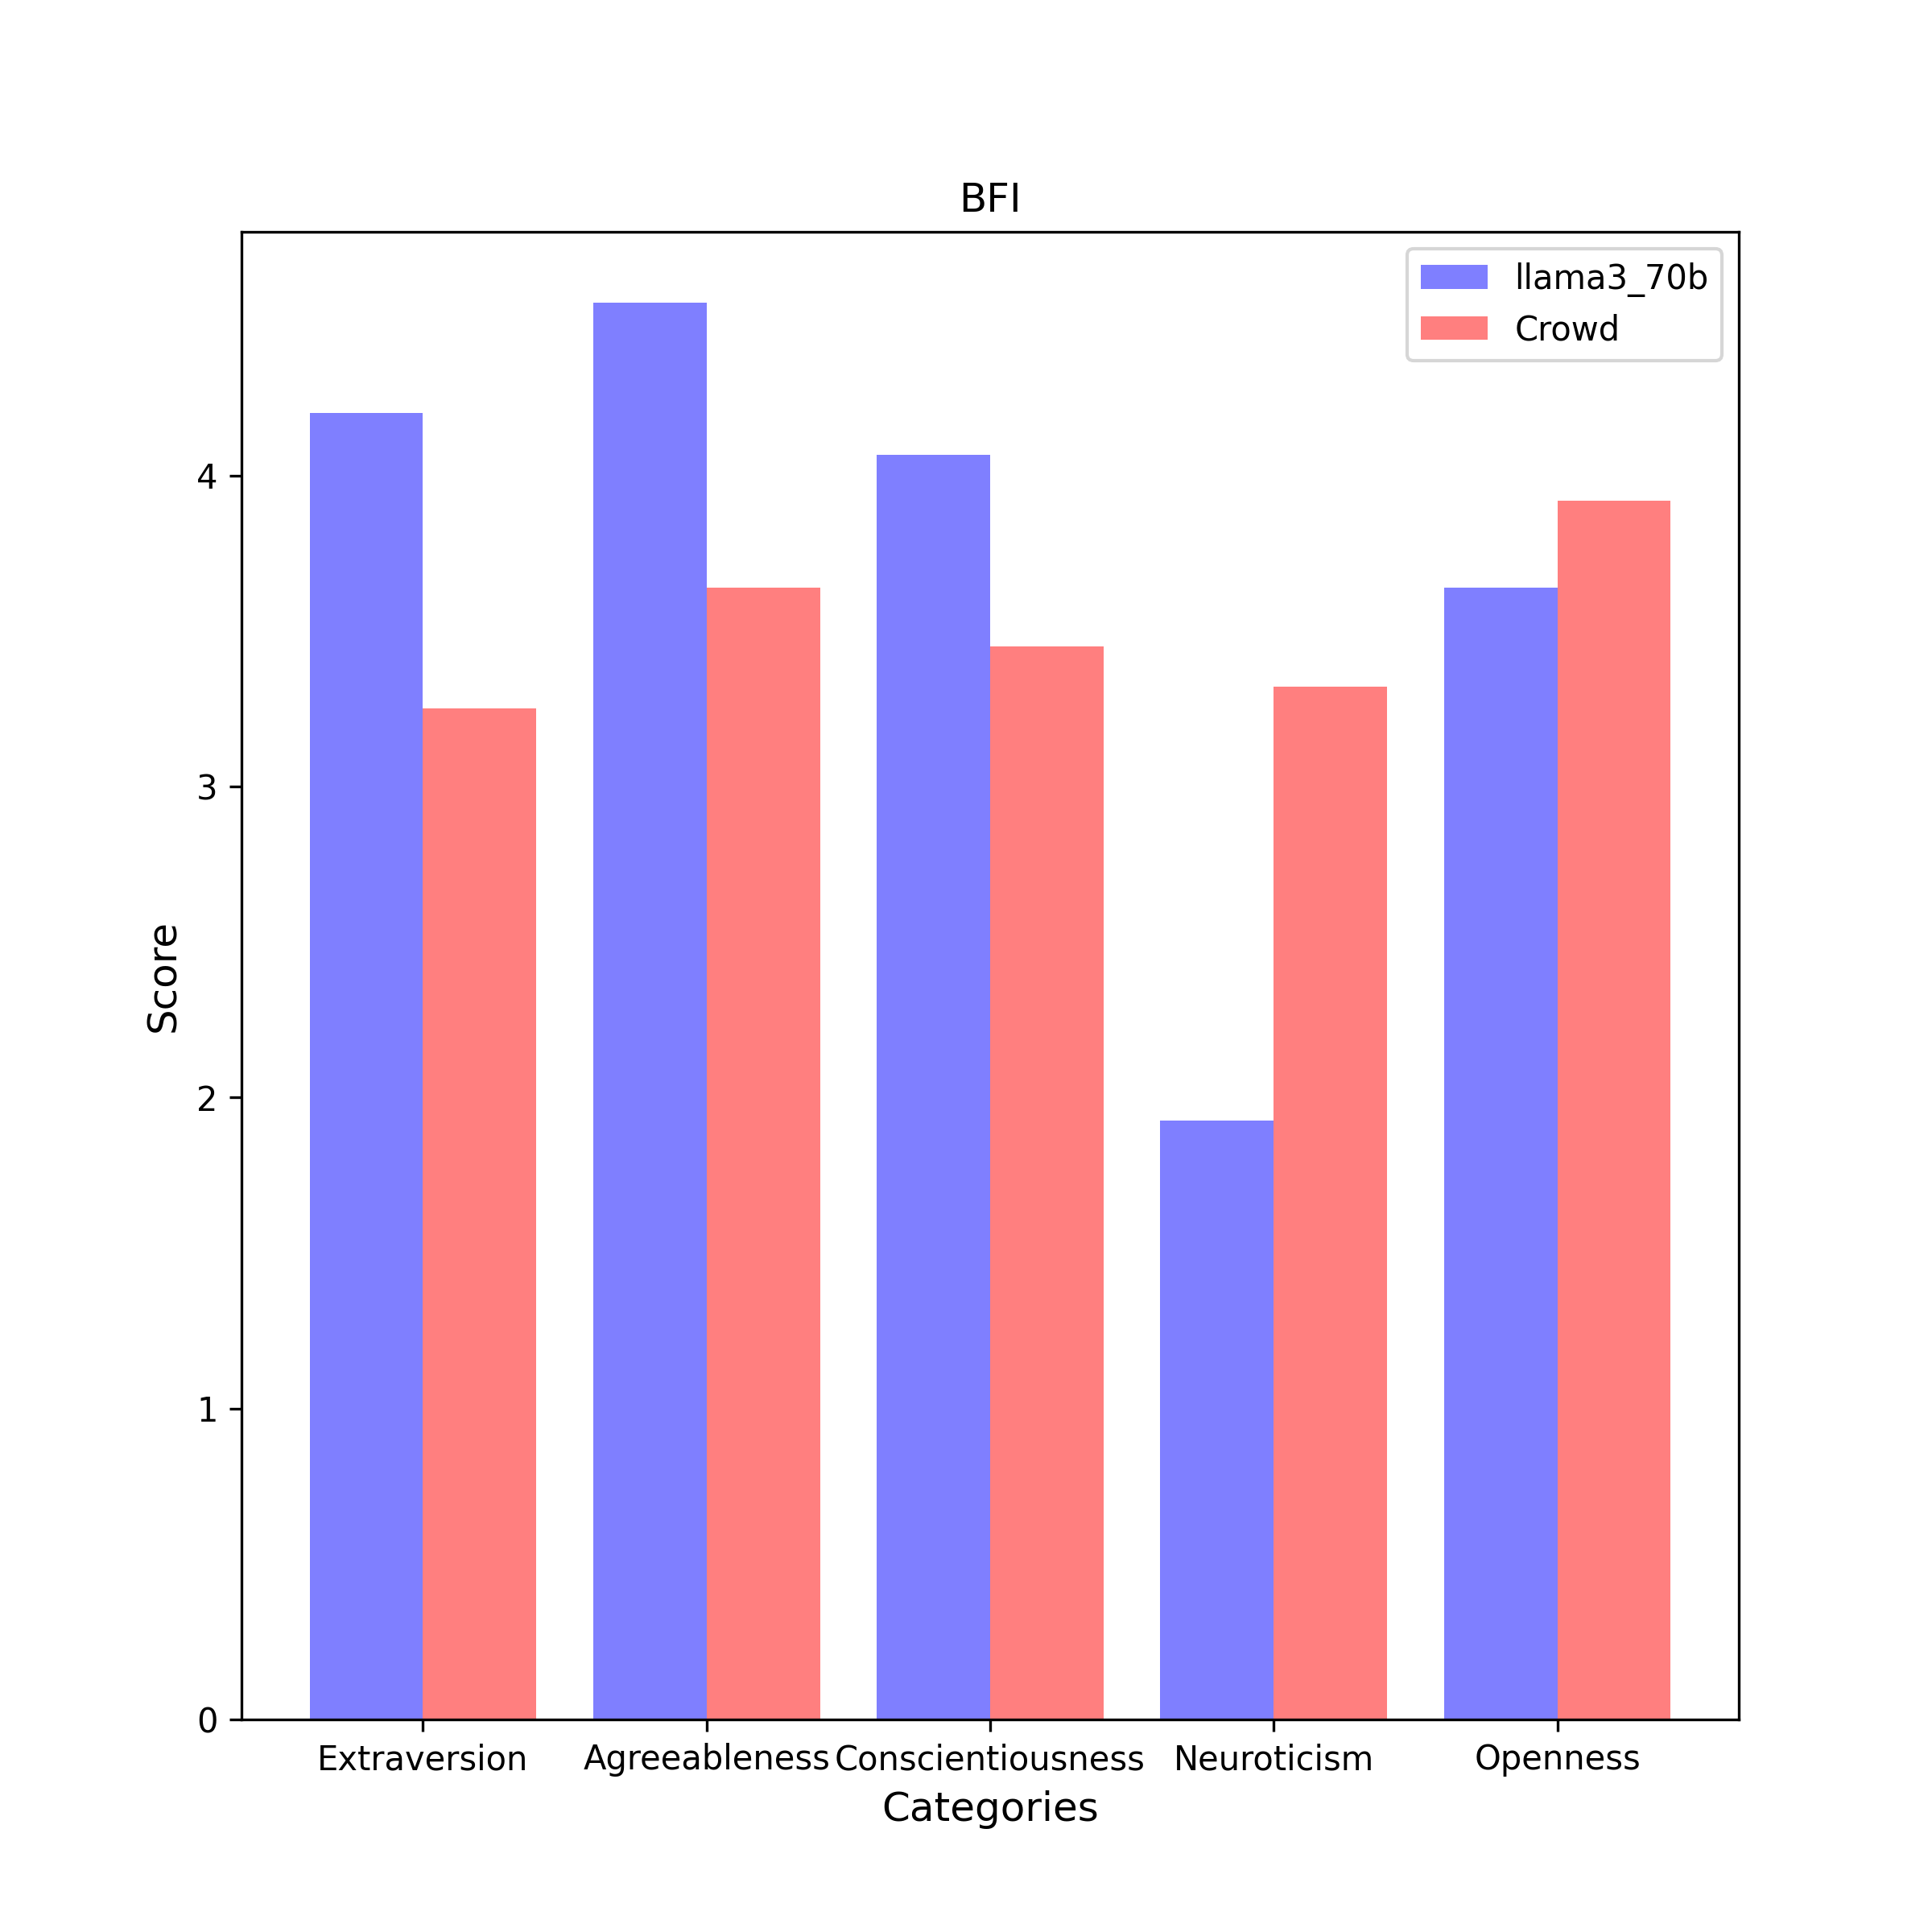 BFI
llama3_70b
Crowd
4
3
2
1
0
Score
Extraversion
Agreeableness
Conscientiousness
Neuroticism
Openness
Categories